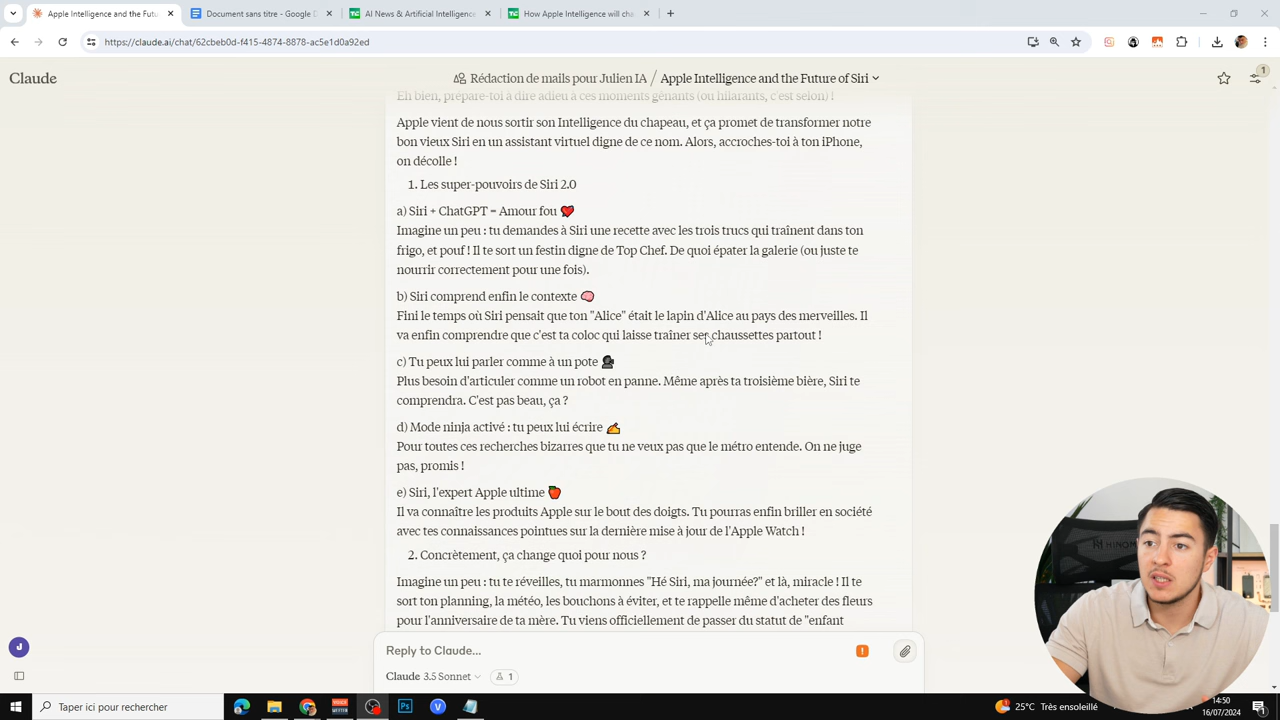 Apple Intelligence and the Futu
Document sans titre - Google D
AI News & Artificial Intelligence
How Apple Intelligence will cha
https://claude.ai/chat/62cbeb0d-f415-4874-8878-ac5e1d0a92ed
Claude
Rédaction de mails pour Julien IA / Apple Intelligence and the Future of Siri
1
Eh bien, prépare-toi à dire adieu à ces moments gênants (ou hilarants, c'est selon) !
Apple vient de nous sortir son Intelligence du chapeau, et ça promet de transformer notre
bon vieux Siri en un assistant virtuel digne de ce nom. Alors, accroches-toi à ton iPhone,
on décolle !
1. Les super-pouvoirs de Siri 2.0
a) Siri + ChatGPT = Amour fou ❤️
Imagine un peu : tu demandes à Siri une recette avec les trois trucs qui traînent dans ton
frigo, et pouf ! Il te sort un festin digne de Top Chef. De quoi épater la galerie (ou juste te
nourrir correctement pour une fois).
b) Siri comprend enfin le contexte 🧠
Fini le temps où Siri pensait que ton "Alice" était le lapin d'Alice au pays des merveilles. Il
va enfin comprendre que c'est ta coloc qui laisse traîner ses chaussettes partout !
c) Tu peux lui parler comme à un pote 🗣️
Plus besoin d'articuler comme un robot en panne. Même après ta troisième bière, Siri te
comprendra. C'est pas beau, ça ?
d) Mode ninja activé : tu peux lui écrire ✍️
Pour toutes ces recherches bizarres que tu ne veux pas que le métro entende. On ne juge
pas, promis !
e) Siri, l'expert Apple ultime 🍎
Il va connaître les produits Apple sur le bout des doigts. Tu pourras enfin briller en société
avec tes connaissances pointues sur la dernière mise à jour de l'Apple Watch !
2. Concrètement, ça change quoi pour nous ?
Imagine un peu : tu te réveilles, tu marmonnes "Hé Siri, ma journée?" et là, miracle ! Il te
sort ton planning, la météo, les bouchons à éviter, et te rappelle même d'acheter des fleurs
pour l'anniversaire de ta mère. Tu viens officiellement de passer du statut de "enfant
Reply to Claude...
Claude 3.5 Sonnet
1
J
Taper ici pour rechercher
25°C Très ensoleillé
14:50
16/07/2024
1